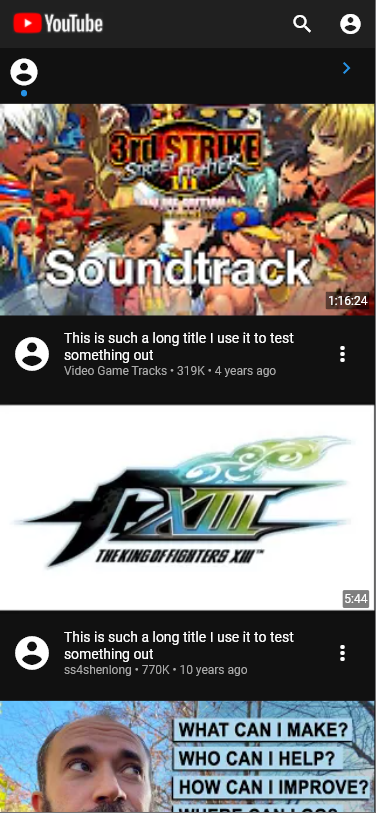 YouTube
3rd STRIKE
STREET FIGHTER
III
ONLINE EDITION
Soundtrack
1:16:24
This is such a long title I use it to test
something out
Video Game Tracks • 319K • 4 years ago
XIII
THE KING OF FIGHTERS XIII™
5:44
This is such a long title I use it to test
something out
ss4shenlong • 770K • 10 years ago
WHAT CAN I MAKE?
WHO CAN I HELP?
HOW CAN I IMPROVE?